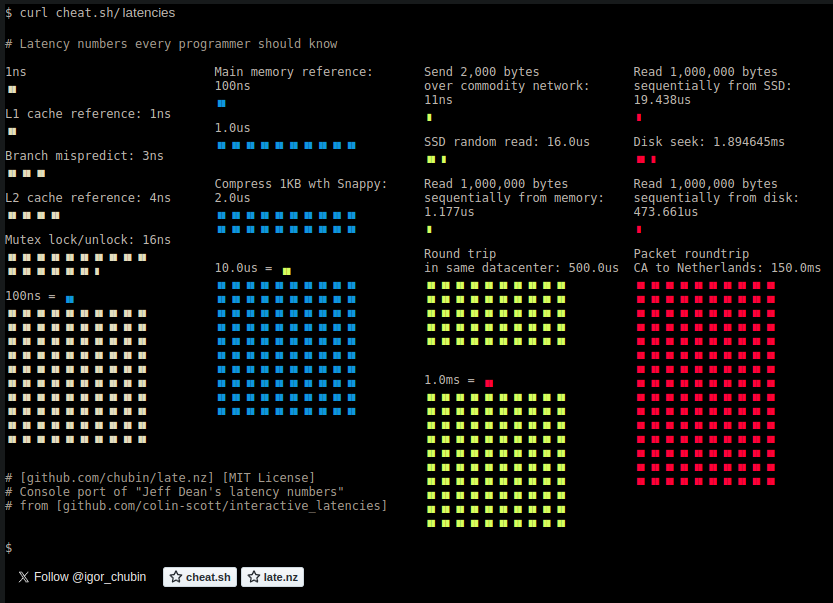 $ curl cheat.sh/latencies
# Latency numbers every programmer should know
1ns
L1 cache reference: 1ns
Branch mispredict: 3ns
L2 cache reference: 4ns
Mutex lock/unlock: 16ns
100ns =
Main memory reference:
100ns
1.0us
Compress 1KB wth Snappy:
2.0us
10.0us =
Send 2,000 bytes
over commodity network:
11ns
SSD random read: 16.0us
Read 1,000,000 bytes
sequentially from memory:
1.177us
Round trip
in same datacenter: 500.0us
1.0ms =
Read 1,000,000 bytes
sequentially from SSD:
19.438us
Disk seek: 1.894645ms
Read 1,000,000 bytes
sequentially from disk:
473.661us
Packet roundtrip
CA to Netherlands: 150.0ms
# [github.com/chubin/late.nz] [MIT License]
# Console port of "Jeff Dean's latency numbers"
# from [github.com/colin-scott/interactive_latencies]
$
𝕏 Follow @igor_chubin
cheat.sh
late.nz